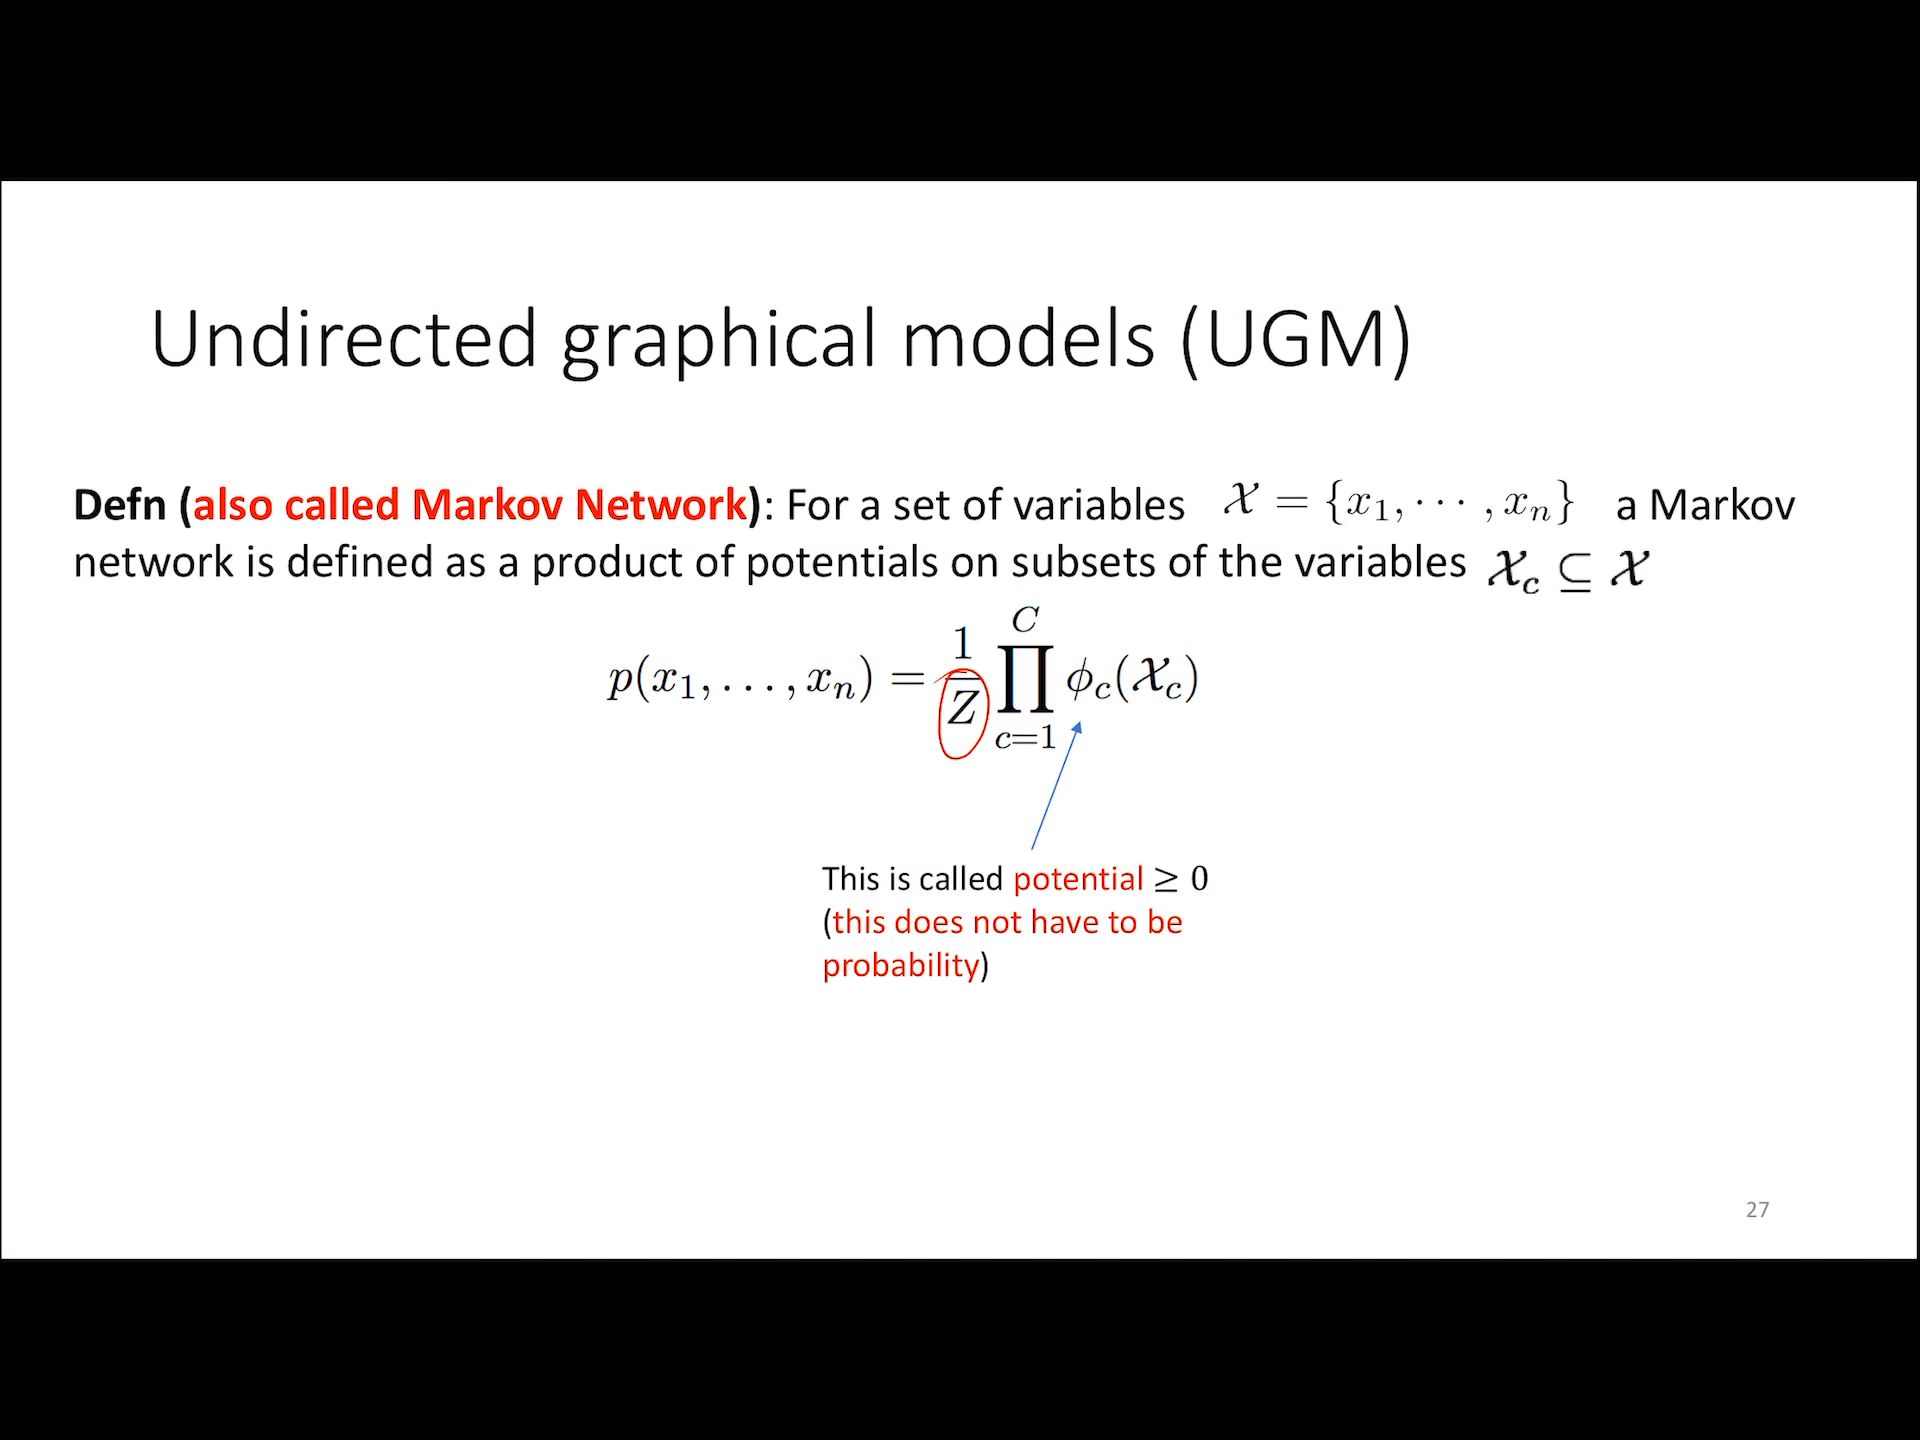 Undirected graphical models (UGM)
Defn (also called Markov Network): For a set of variables 𝒳 = {x₁, ⋯ , xₙ} a Markov
network is defined as a product of potentials on subsets of the variables 𝒳_c ⊆ 𝒳
p(x₁, . . . , xₙ) = \frac{1}{Z} \prod_{c=1}^{C} ϕ_c(𝒳_c)
This is called potential ≥ 0
(this does not have to be
probability)
27